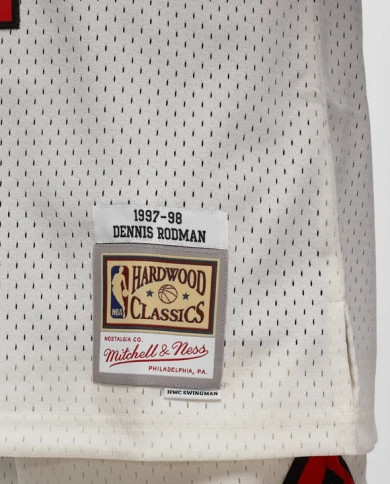 1997-98
DENNIS RODMAN
HARDWOOD
CLASSICS
NBA
NOSTALGIA CO.
Mitchell & Ness
PHILADELPHIA, PA.
HWC SWINGMAN